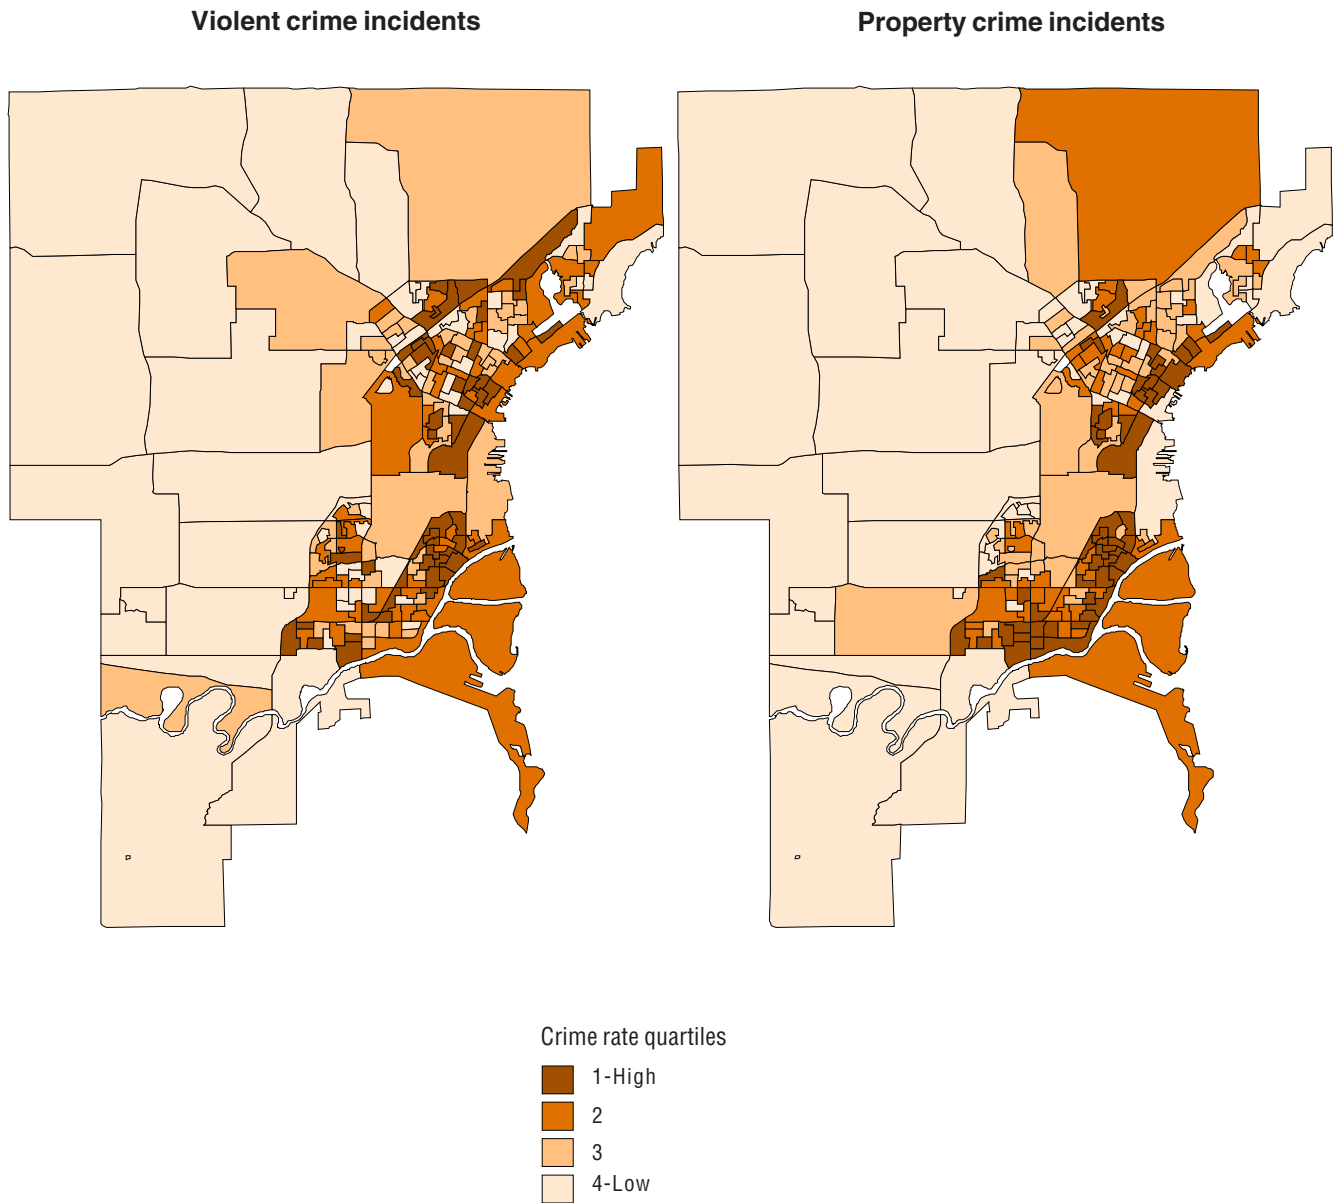 Violent crime incidents
Property crime incidents
Crime rate quartiles
1-High
2
3
4-Low